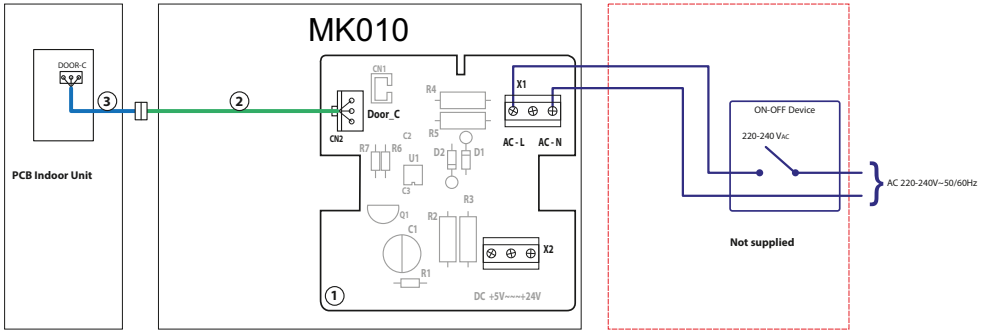 MK010
DOOR-C
3
2
PCB Indoor Unit
CN1
Door_C
CN2
R4
R5
C2
R7
R6
U1
C3
D2
D1
Q1
C1
R2
R3
R1
X1
AC-L
AC-N
X2
DC +5V~~~+24V
1
ON-OFF Device
220-240 VAC
AC 220-240V~50/60Hz
Not supplied